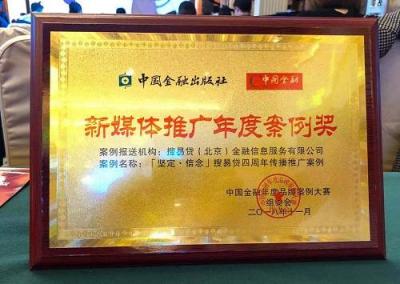 中国金融出版社 中国金融
新媒体推广年度案例奖
案例报送机构：搜易贷（北京）金融信息服务有限公司
案例名称：「坚定·信念」搜易贷四周年传播推广案例
中国金融年度品牌案例大赛
组委会
二〇一八年十一月